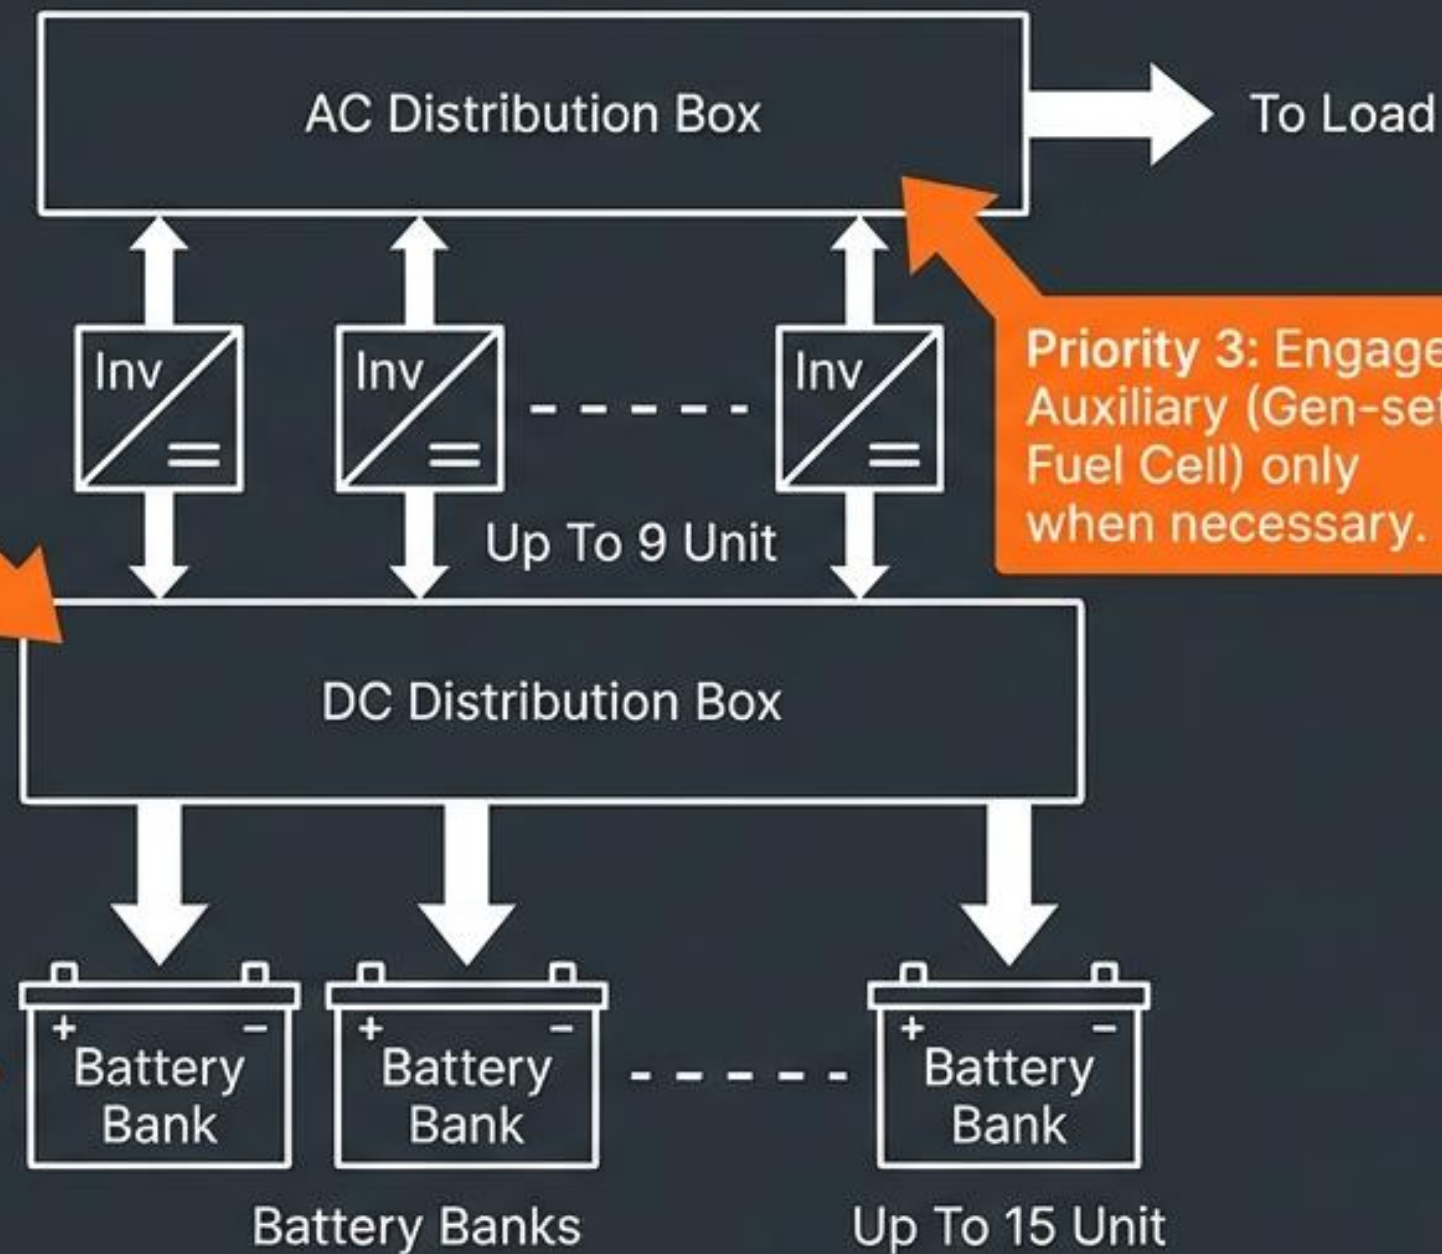 AC Distribution Box
To Load
Inv
Inv
Inv
Priority 3: Engage
Auxiliary (Gen-set
Fuel Cell) only
when necessary.
Up To 9 Unit
DC Distribution Box
+ −
Battery
Bank
+ −
Battery
Bank
+ −
Battery
Bank
Battery Banks
Up To 15 Unit